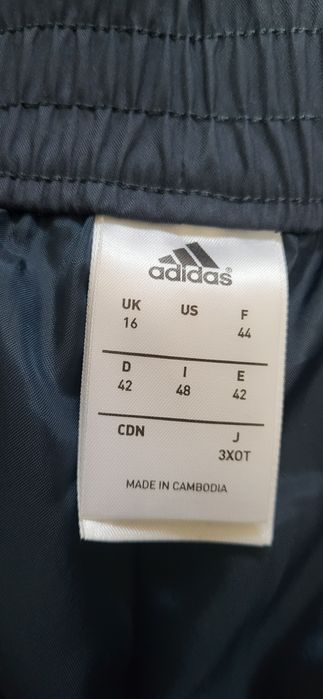 adidas®
UK US F
16 44
D I E
42 48 42
CDN J
3XOT
MADE IN CAMBODIA